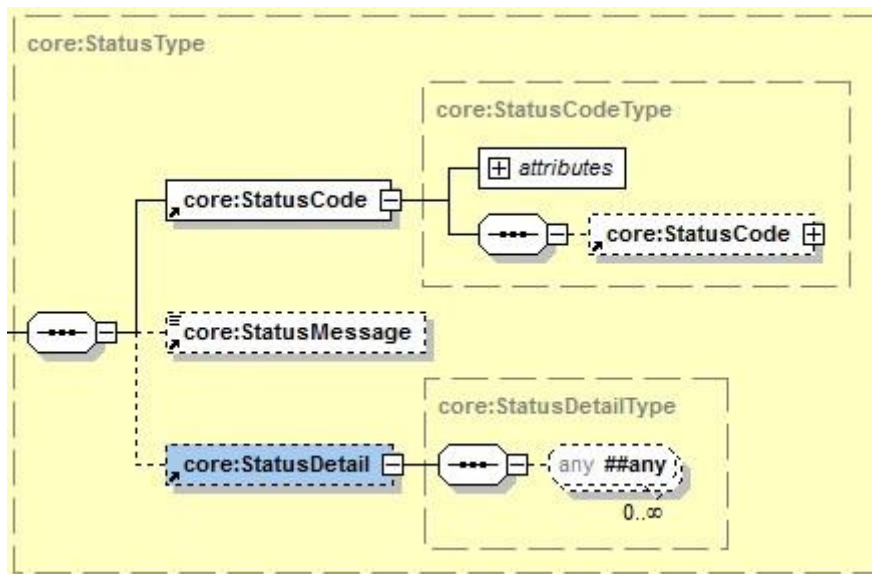 core:StatusType
core:StatusCodeType
attributes
core:StatusCode
core:StatusCode
core:StatusMessage
core:StatusDetailType
core:StatusDetail
any ##any
0..∞